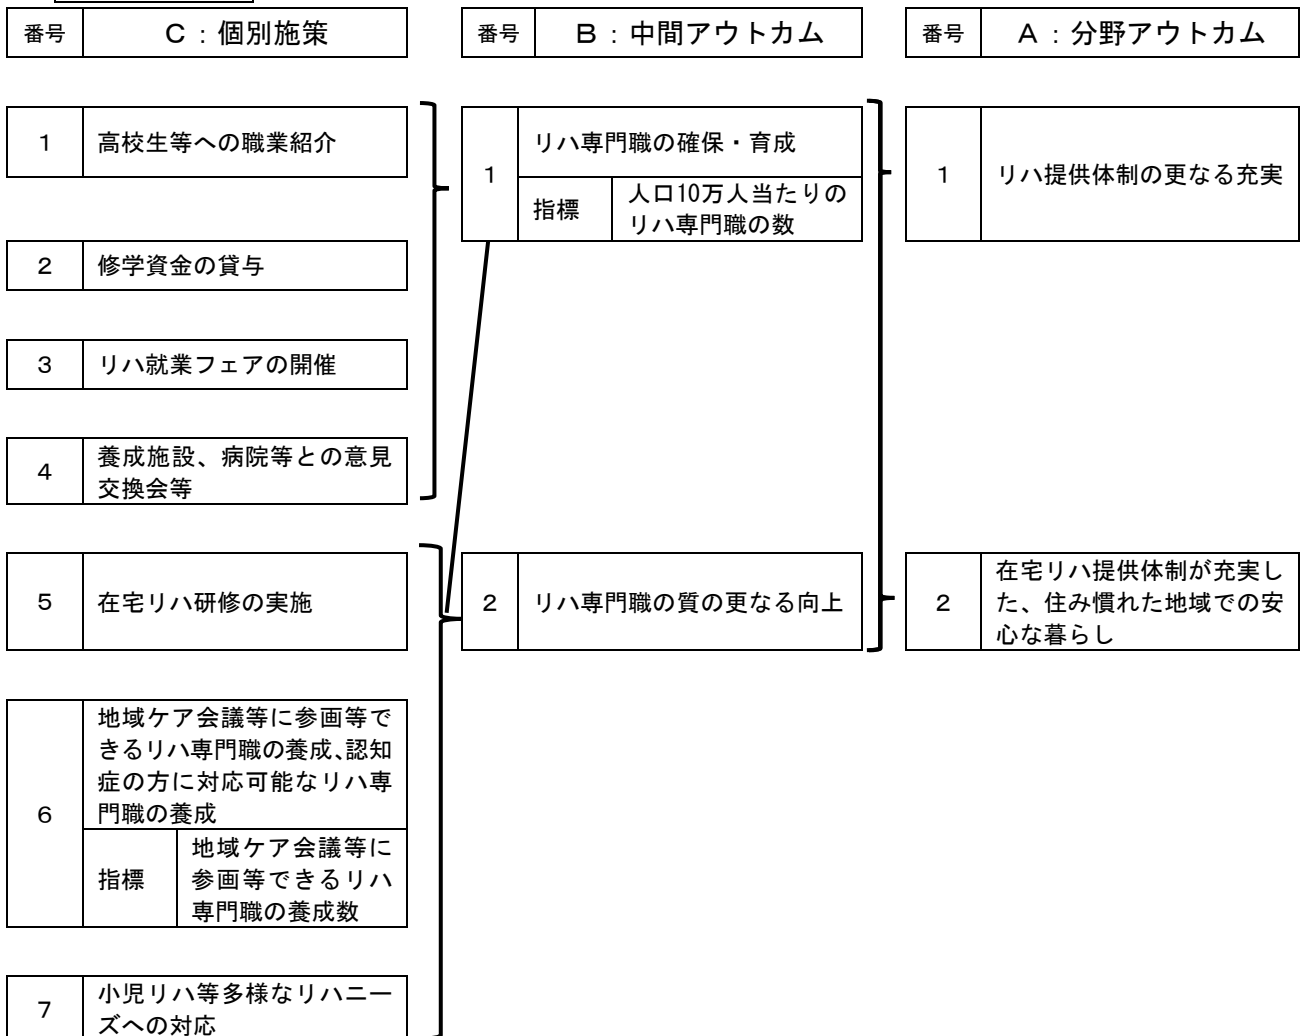 番号
C：個別施策
番号
B：中間アウトカム
番号
A：分野アウトカム
1
高校生等への職業紹介
2
修学資金の貸与
3
リハ就業フェアの開催
4
養成施設、病院等との意見
交換会等
5
在宅リハ研修の実施
6
地域ケア会議等に参画等で
きるリハ専門職の養成、認知
症の方に対応可能なリハ専
門職の養成
指標
地域ケア会議等に
参画等できるリハ
専門職の養成数
7
小児リハ等多様なリハニー
ズへの対応
1
リハ専門職の確保・育成
指標
人口10万人当たりの
リハ専門職の数
2
リハ専門職の質の更なる向上
1
リハ提供体制の更なる充実
2
在宅リハ提供体制が充実し
た、住み慣れた地域での安
心な暮らし